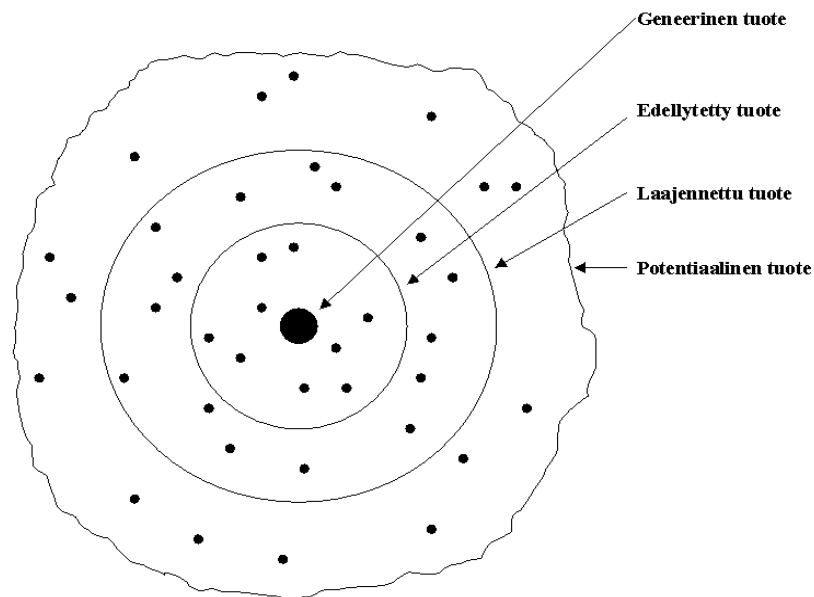 Geneerinen tuote
Edellytetty tuote
Laajennettu tuote
Potentiaalinen tuote